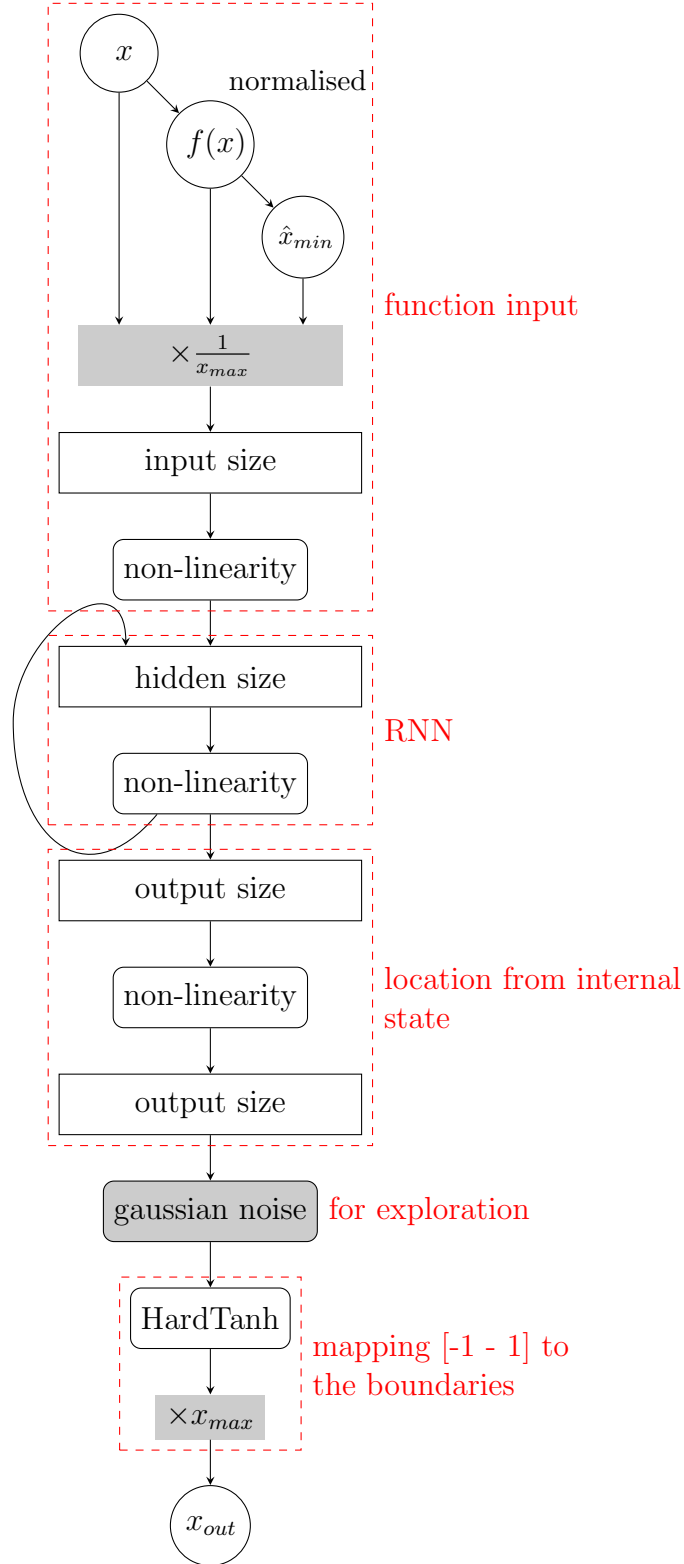 x
normalised
f(x)
x̂_min
function input
× 1/x_max
input size
non-linearity
hidden size
RNN
non-linearity
output size
non-linearity
location from internal
state
output size
gaussian noise
for exploration
HardTanh
mapping [-1 - 1] to
the boundaries
×x_max
x_out